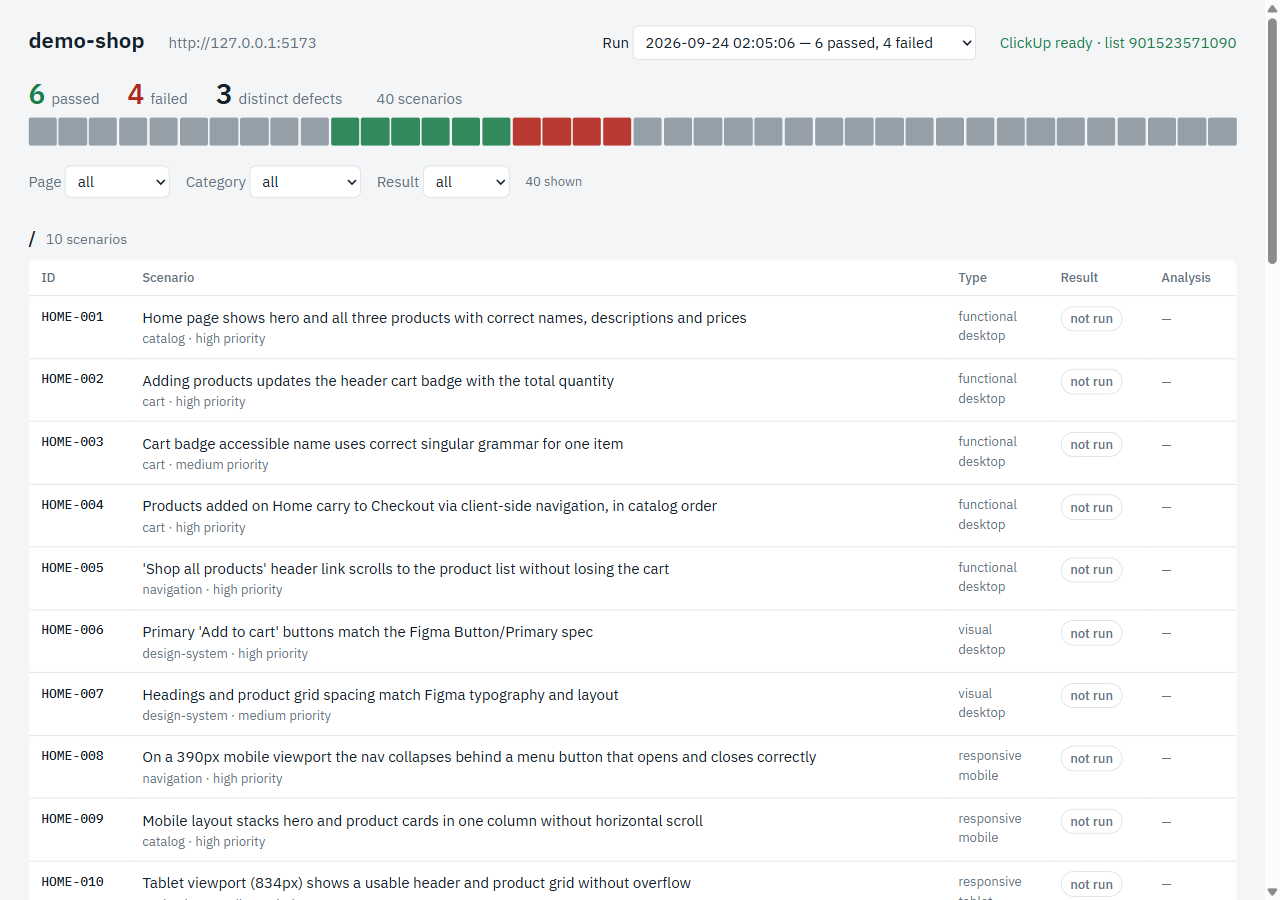 demo-shop http://127.0.0.1:5173 Run 2026-09-24 02:05:06 — 6 passed, 4 failed ClickUp ready · list 901523571090
6 passed 4 failed 3 distinct defects 40 scenarios
Page all Category all Result all 40 shown
/ 10 scenarios
ID Scenario Type Result Analysis
HOME-001 Home page shows hero and all three products with correct names, descriptions and prices functional not run —
catalog · high priority desktop
HOME-002 Adding products updates the header cart badge with the total quantity functional not run —
cart · high priority desktop
HOME-003 Cart badge accessible name uses correct singular grammar for one item functional not run —
cart · medium priority desktop
HOME-004 Products added on Home carry to Checkout via client-side navigation, in catalog order functional not run —
cart · high priority desktop
HOME-005 'Shop all products' header link scrolls to the product list without losing the cart functional not run —
navigation · high priority desktop
HOME-006 Primary 'Add to cart' buttons match the Figma Button/Primary spec visual not run —
design-system · high priority desktop
HOME-007 Headings and product grid spacing match Figma typography and layout visual not run —
design-system · medium priority desktop
HOME-008 On a 390px mobile viewport the nav collapses behind a menu button that opens and closes correctly responsive not run —
navigation · high priority mobile
HOME-009 Mobile layout stacks hero and product cards in one column without horizontal scroll responsive not run —
catalog · high priority mobile
HOME-010 Tablet viewport (834px) shows a usable header and product grid without overflow responsive not run —